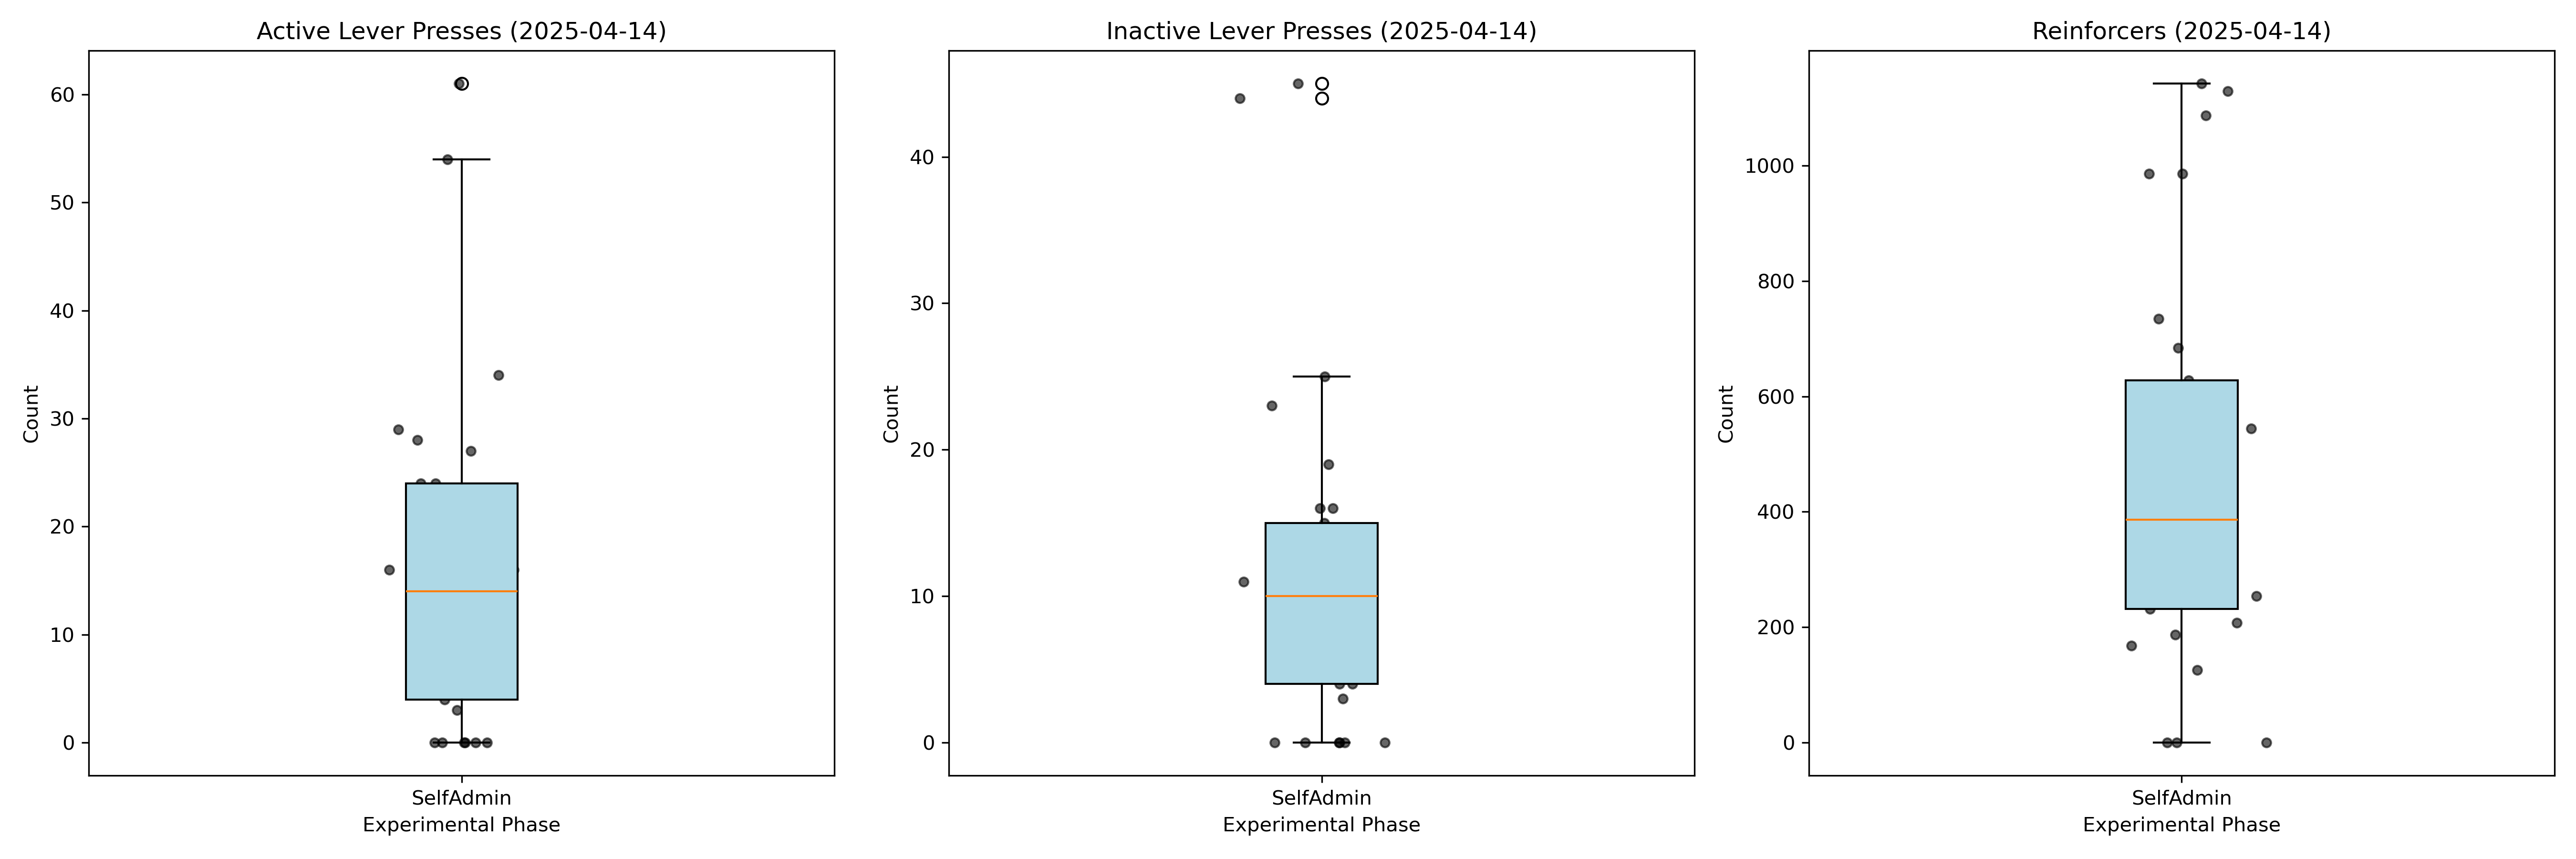 Active Lever Presses (2025-04-14)
Count
60
50
40
30
20
10
0
SelfAdmin
Experimental Phase
Inactive Lever Presses (2025-04-14)
Count
40
30
20
10
0
SelfAdmin
Experimental Phase
Reinforcers (2025-04-14)
Count
1000
800
600
400
200
0
SelfAdmin
Experimental Phase